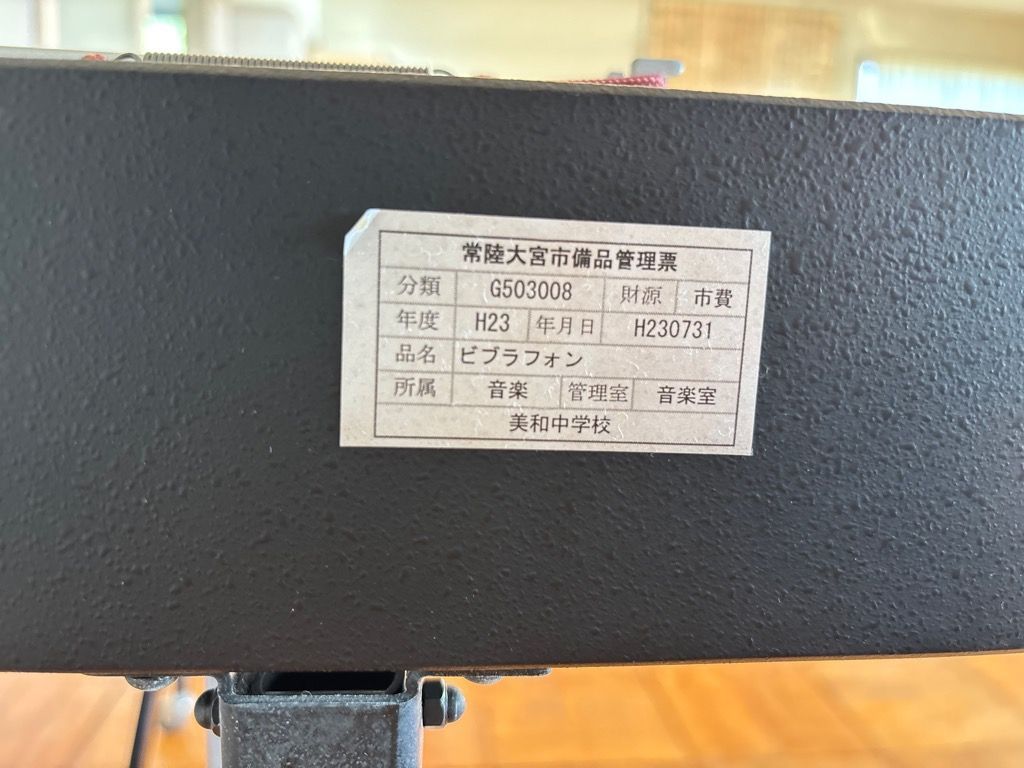 常陸大宮市備品管理票
分類 G503008 財源 市費
年度 H23 年月日 H230731
品名 ビブラフォン
所属 音楽 管理室 音楽室
美和中学校